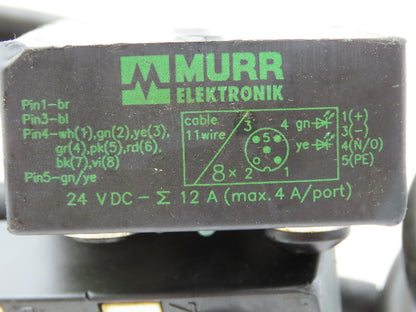 MURR
ELEKTRONIK
Pin1-br
Pin3-bl
Pin4-wh(1),gn(2),ye(3),
gr(4),pk(5),rd(6),
bk(7),vi(8)
Pin5-gn/ye
cable
11wire
8x
3 4
5
2 1
gn
ye
1(+)
3(-)
4(N/O)
5(PE)
24 VDC - Σ 12 A (max. 4 A/port)